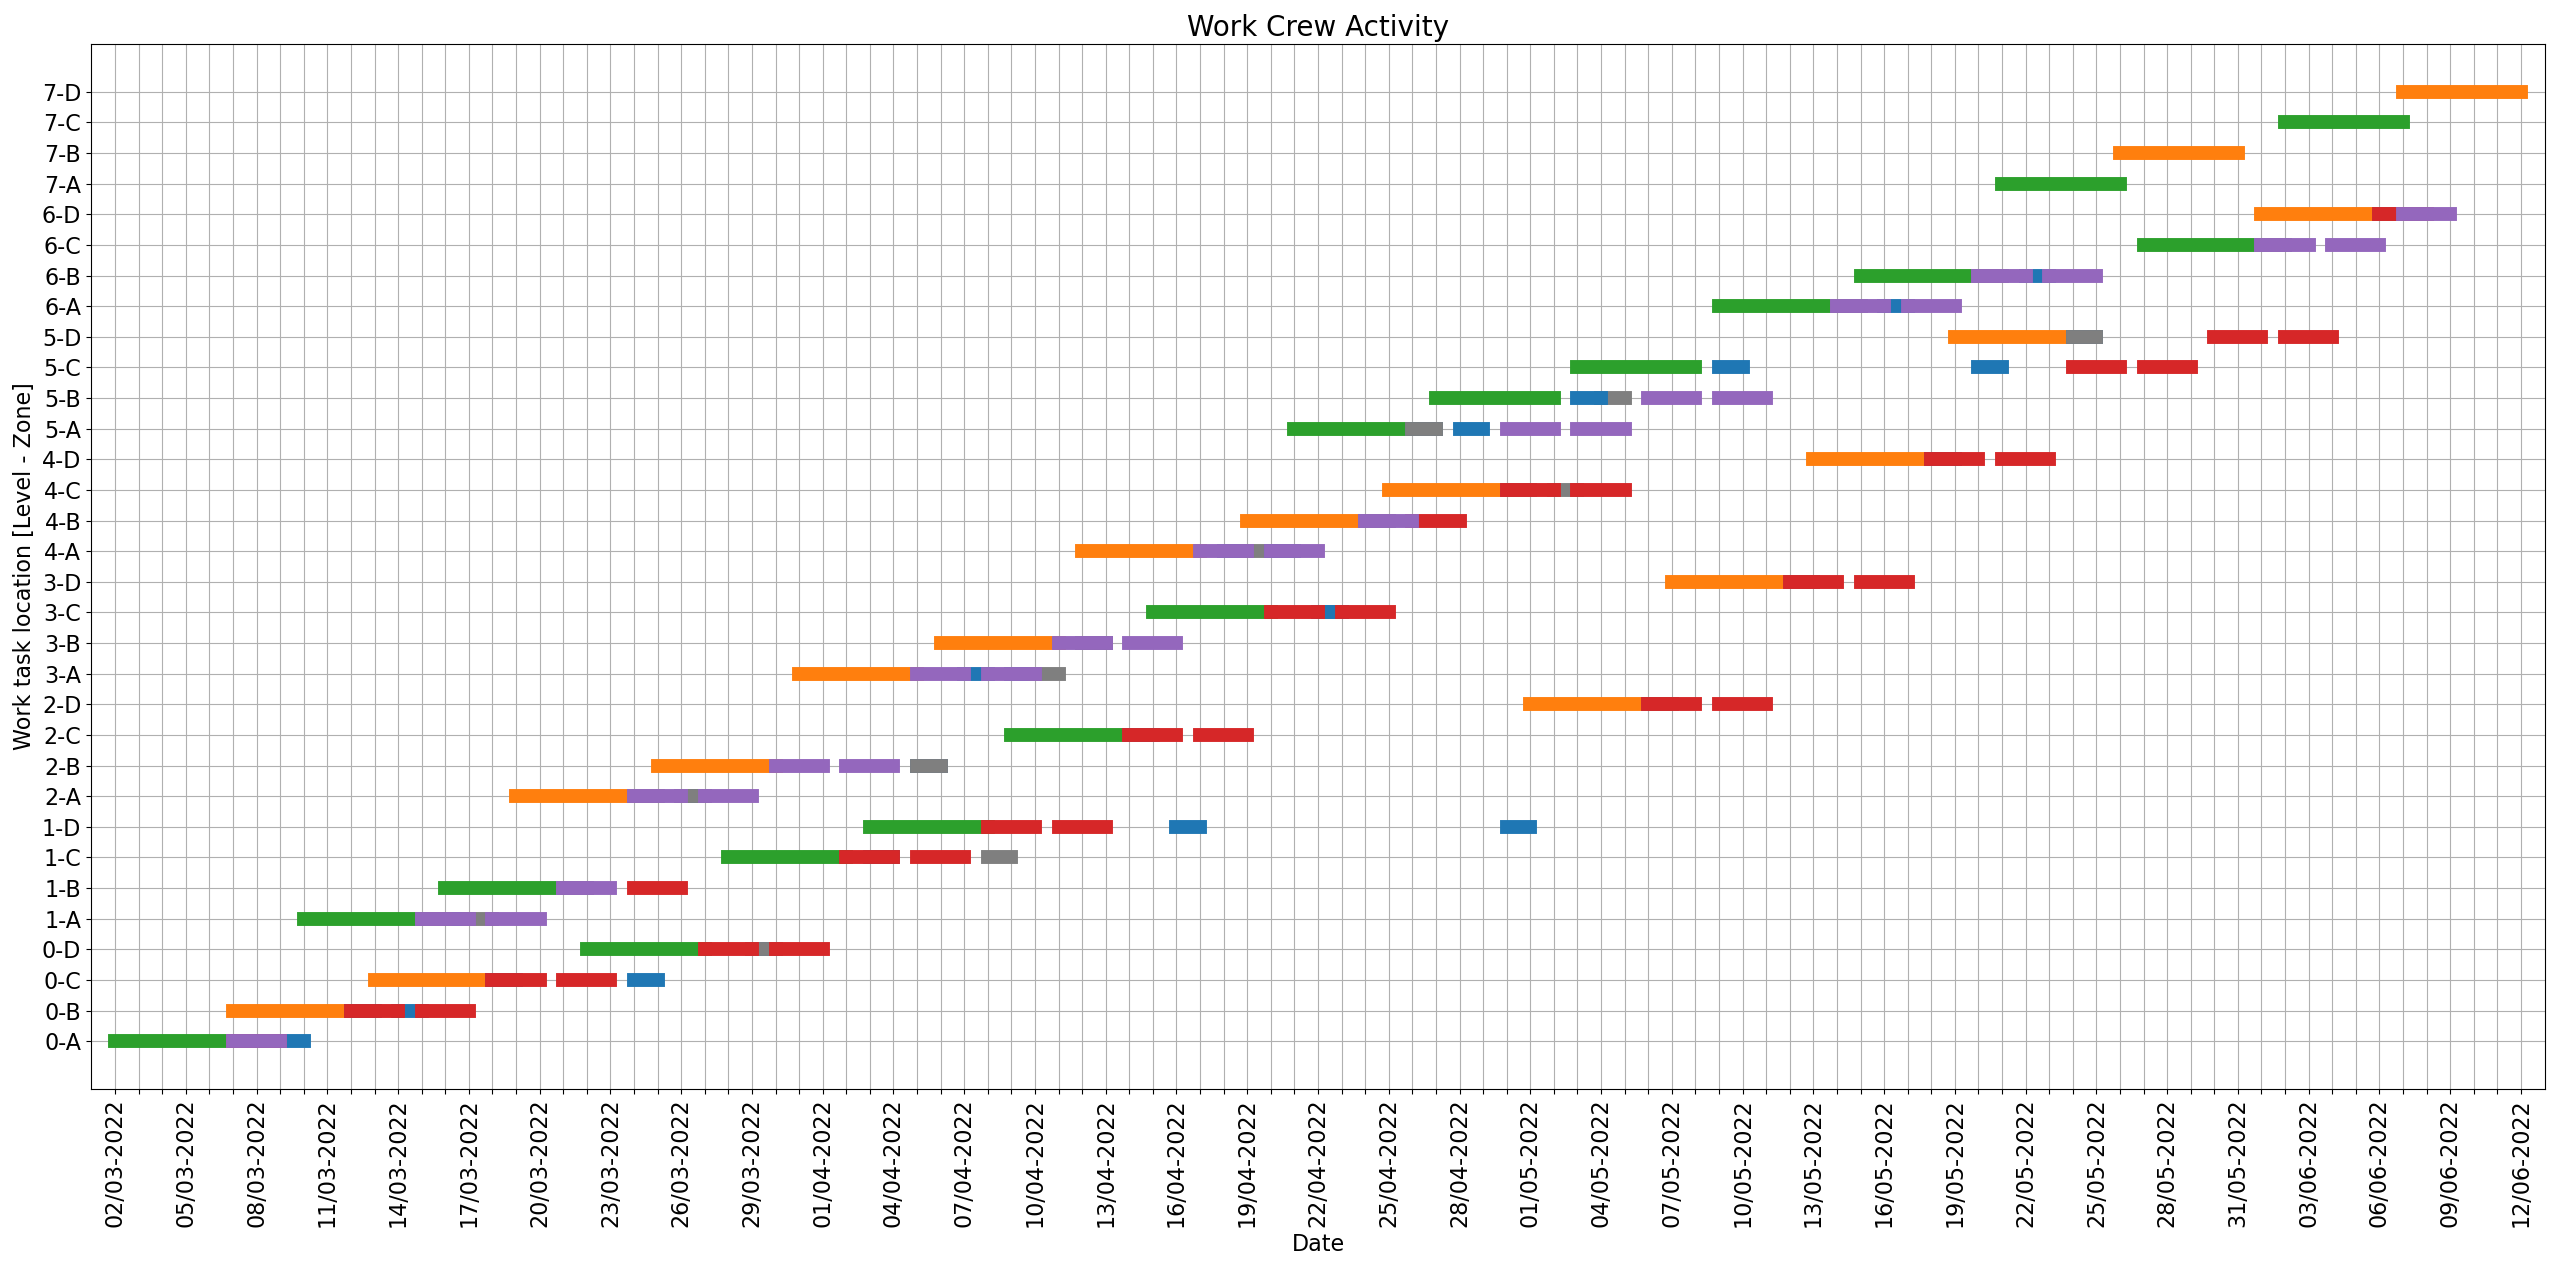 Work Crew Activity
Work task location [Level - Zone]
7-D
7-C
7-B
7-A
6-D
6-C
6-B
6-A
5-D
5-C
5-B
5-A
4-D
4-C
4-B
4-A
3-D
3-C
3-B
3-A
2-D
2-C
2-B
2-A
1-D
1-C
1-B
1-A
0-D
0-C
0-B
0-A
02/03-2022
05/03-2022
08/03-2022
11/03-2022
14/03-2022
17/03-2022
20/03-2022
23/03-2022
26/03-2022
29/03-2022
01/04-2022
04/04-2022
07/04-2022
10/04-2022
13/04-2022
16/04-2022
19/04-2022
22/04-2022
25/04-2022
28/04-2022
01/05-2022
04/05-2022
07/05-2022
10/05-2022
13/05-2022
16/05-2022
19/05-2022
22/05-2022
25/05-2022
28/05-2022
31/05-2022
03/06-2022
06/06-2022
09/06-2022
12/06-2022
Date